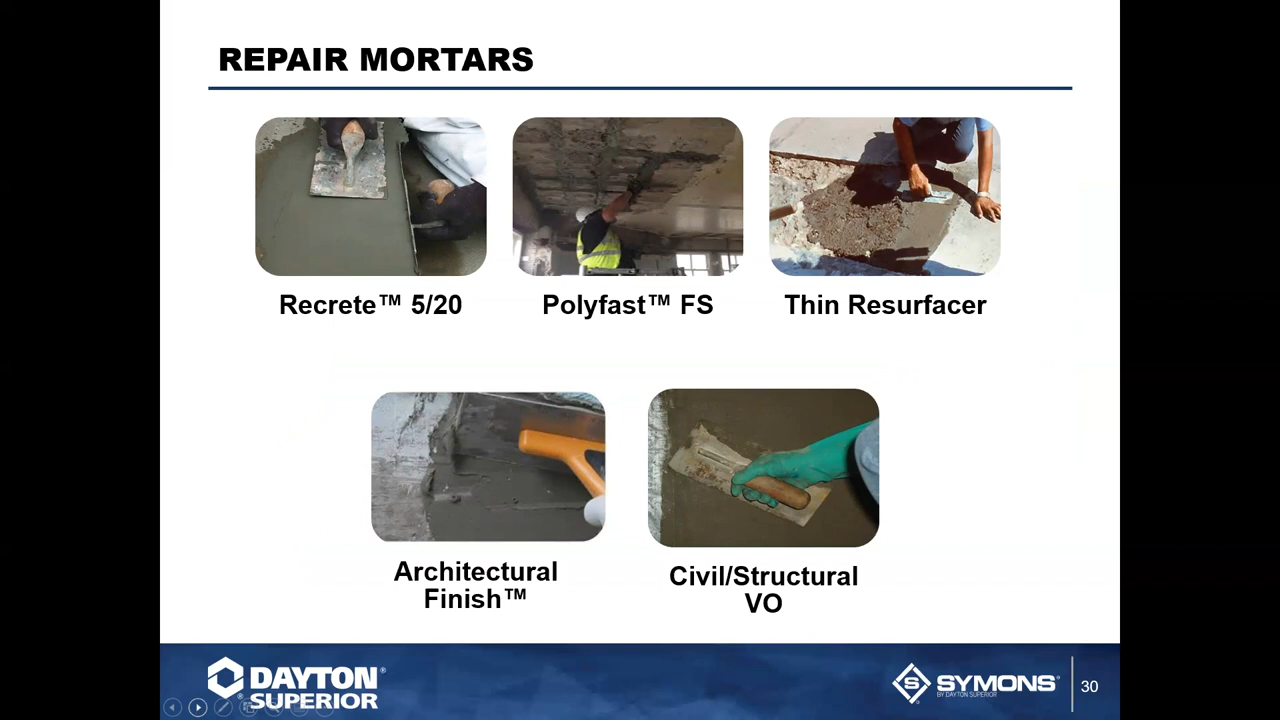 REPAIR MORTARS
Recrete™ 5/20
Polyfast™ FS
Thin Resurfacer
Architectural
Finish™
Civil/Structural
VO
DAYTON®
SUPERIOR®
SYMONS®
BY DAYTON SUPERIOR
30